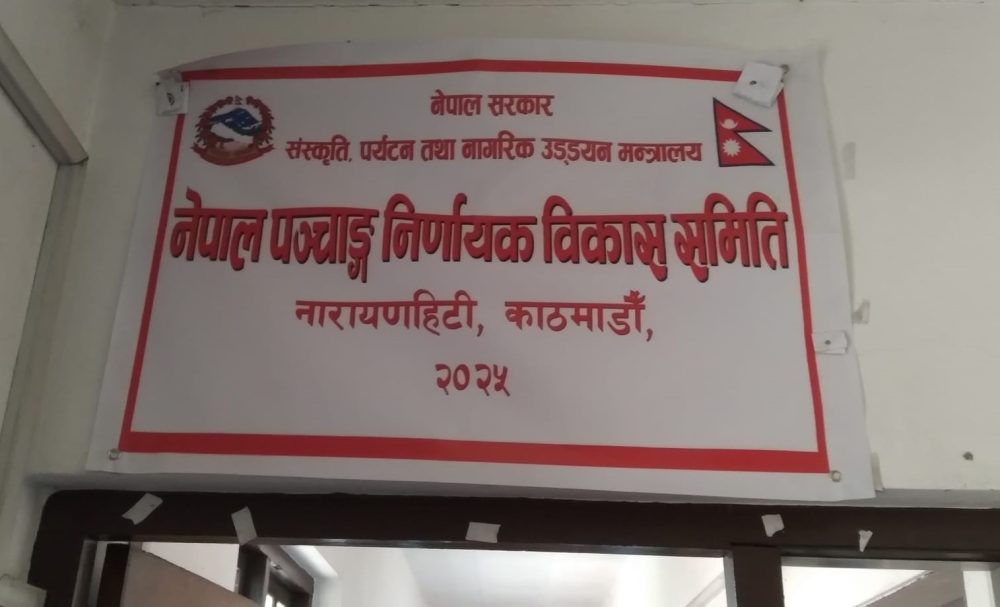 नेपाल सरकार
संस्कृति, पर्यटन तथा नागरिक उड्डयन मन्त्रालय
नेपाल पञ्चाङ्ग निर्णायक विकास समिति
नारायणहिटी, काठमाडौँ,
२०२५